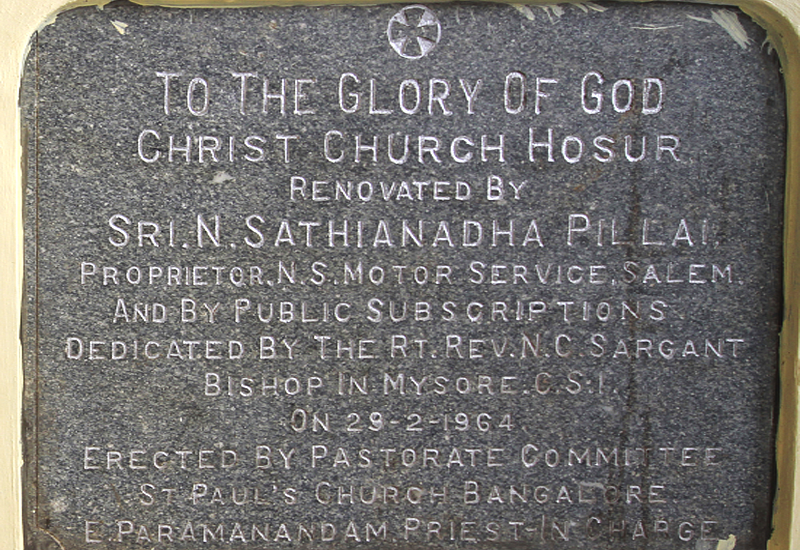 TO THE GLORY OF GOD
CHRIST CHURCH HOSUR
RENOVATED BY
SRI. N. SATHIANADHA PILLAI.
PROPRIETOR. N. S. MOTOR SERVICE, SALEM.
AND BY PUBLIC SUBSCRIPTIONS
DEDICATED BY THE RT. REV. N. C. SARGANT
BISHOP IN MYSORE. C. S. I.
ON 29-2-1964.
ERECTED BY PASTORATE COMMITTEE
ST PAUL'S CHURCH BANGALORE
E. PARAMANANDAM. PRIEST-IN CHARGE